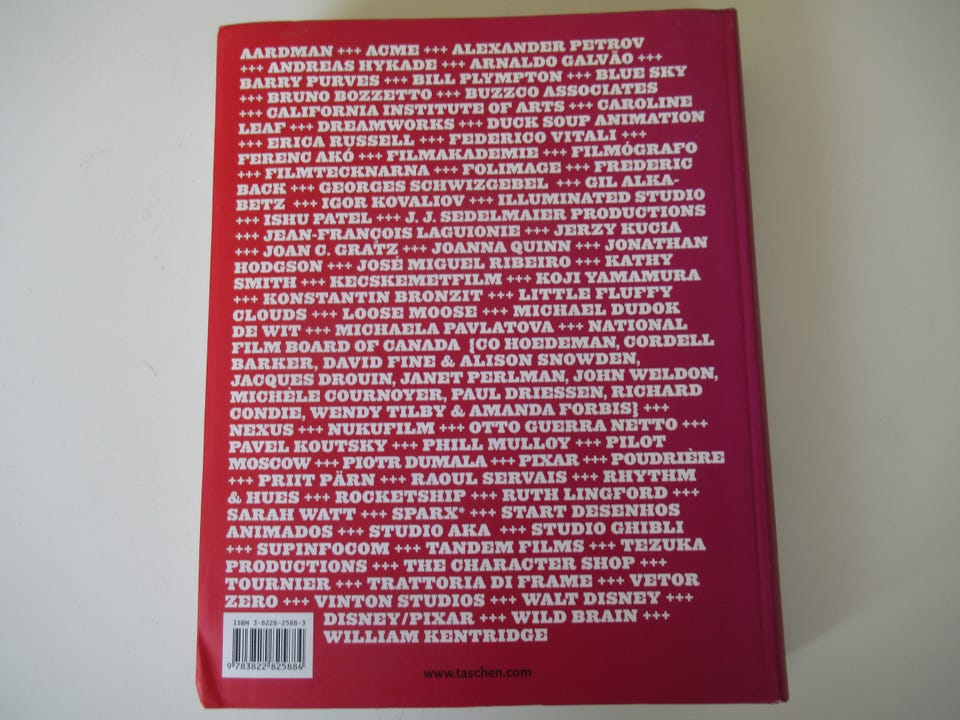 AARDMAN +++ ACME +++ ALEXANDER PETROV
+++ ANDREAS HYKADE +++ ARNALDO GALVÃO +++
BARRY PURVES +++ BILL PLYMPTON +++ BLUE SKY
+++ BRUNO BOZZETTO +++ BUZZCO ASSOCIATES
+++ CALIFORNIA INSTITUTE OF ARTS +++ CAROLINE
LEAF +++ DREAMWORKS +++ DUCK SOUP ANIMATION
+++ ERICA RUSSELL +++ FEDERICO VITALI +++
FERENC AKÓ +++ FILMAKADEMIE +++ FILMÓGRAFO
+++ FILMTECKNARNA +++ FOLIMAGE +++ FREDERIC
BACK +++ GEORGES SCHWIZGEBEL +++ GIL ALKA-
BETZ +++ IGOR KOVALIOV +++ ILLUMINATED STUDIO
+++ ISHU PATEL +++ J. J. SEDELMAIER PRODUCTIONS
+++ JEAN-FRANÇOIS LAGUIONIE +++ JERZY KUCIA
+++ JOAN C. GRATZ +++ JOANNA QUINN +++ JONATHAN
HODGSON +++ JOSÉ MIGUEL RIBEIRO +++ KATHY
SMITH +++ KECSKEMETFILM +++ KOJI YAMAMURA
+++ KONSTANTIN BRONZIT +++ LITTLE FLUFFY
CLOUDS +++ LOOSE MOOSE +++ MICHAEL DUDOK
DE WIT +++ MICHAELA PAVLATOVA +++ NATIONAL
FILM BOARD OF CANADA {CO HOEDEMAN, CORDELL
BARKER, DAVID FINE & ALISON SNOWDEN,
JACQUES DROUIN, JANET PERLMAN, JOHN WELDON,
MICHÈLE COURNOYER, PAUL DRIESSEN, RICHARD
CONDIE, WENDY TILBY & AMANDA FORBIS} +++
NEXUS +++ NUKUFILM +++ OTTO GUERRA NETTO +++
PAVEL KOUTSKY +++ PHILL MULLOY +++ PILOT
MOSCOW +++ PIOTR DUMALA +++ PIXAR +++ POUDRIÈRE
+++ PRIIT PÄRN +++ RAOUL SERVAIS +++ RHYTHM
& HUES +++ ROCKETSHIP +++ RUTH LINGFORD +++
SARAH WATT +++ SPARX* +++ START DESENHOS
ANIMADOS +++ STUDIO AKA +++ STUDIO GHIBLI
+++ SUPINFOCOM +++ TANDEM FILMS +++ TEZUKA
PRODUCTIONS +++ THE CHARACTER SHOP +++
TOURNIER +++ TRATTORIA DI FRAME +++ VETOR
ZERO +++ VINTON STUDIOS +++ WALT DISNEY +++
DISNEY/PIXAR +++ WILD BRAIN +++
WILLIAM KENTRIDGE
ISBN 3-8228-2588-3
9 783822 825884
www.taschen.com